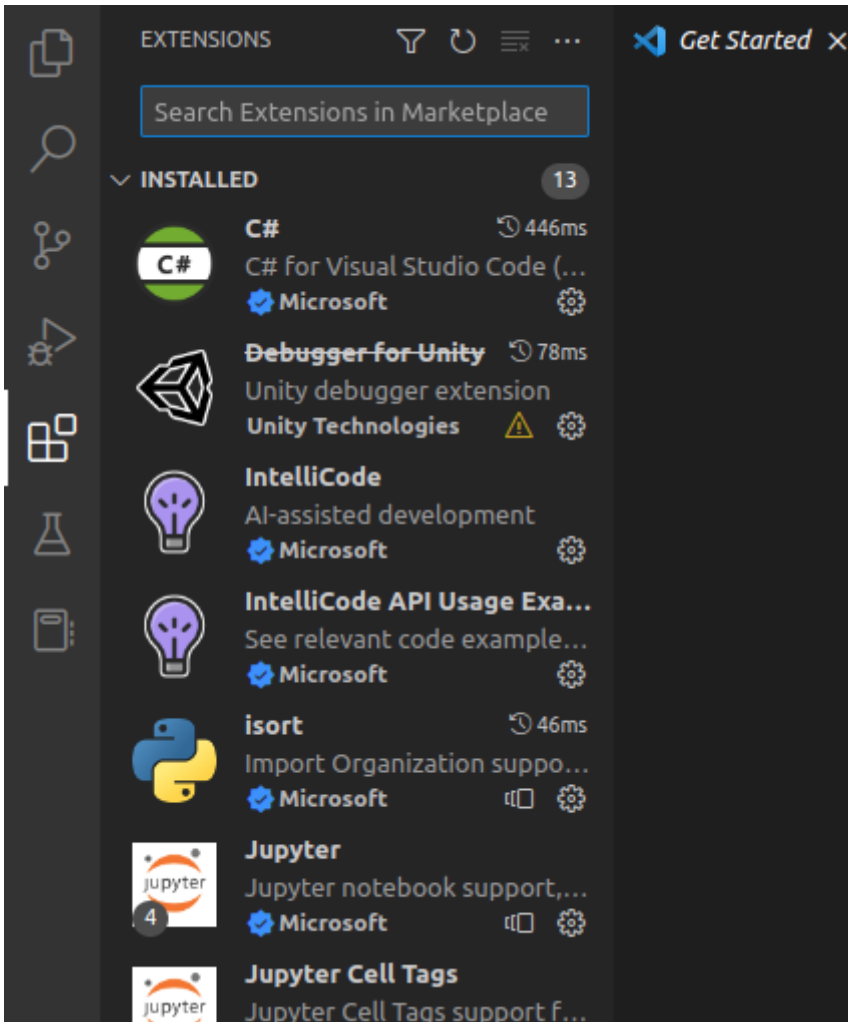 EXTENSIONS
Get Started
Search Extensions in Marketplace
INSTALLED 13
C# 446ms
C#
C# for Visual Studio Code (...
Microsoft
Debugger for Unity 78ms
Unity debugger extension
Unity Technologies
IntelliCode
AI-assisted development
Microsoft
IntelliCode API Usage Exa...
See relevant code example...
Microsoft
isort 46ms
Import Organization suppo...
Microsoft
Jupyter
jupyter
Jupyter notebook support,...
4
Microsoft
Jupyter Cell Tags
jupyter
Jupyter Cell Tags support f...